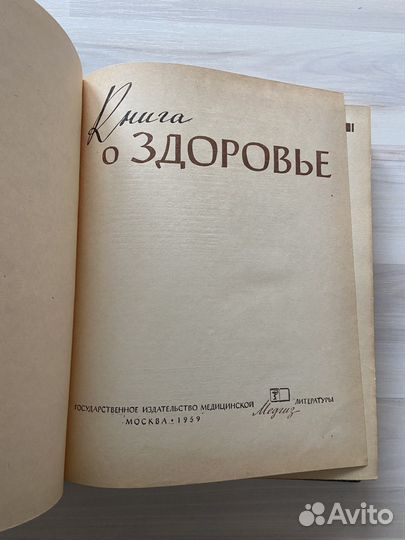 Книга
о ЗДОРОВЬЕ
ГОСУДАРСТВЕННОЕ ИЗДАТЕЛЬСТВО МЕДИЦИНСКОЙ Медгиз ЛИТЕРАТУРЫ
МОСКВА • 1959
Avito